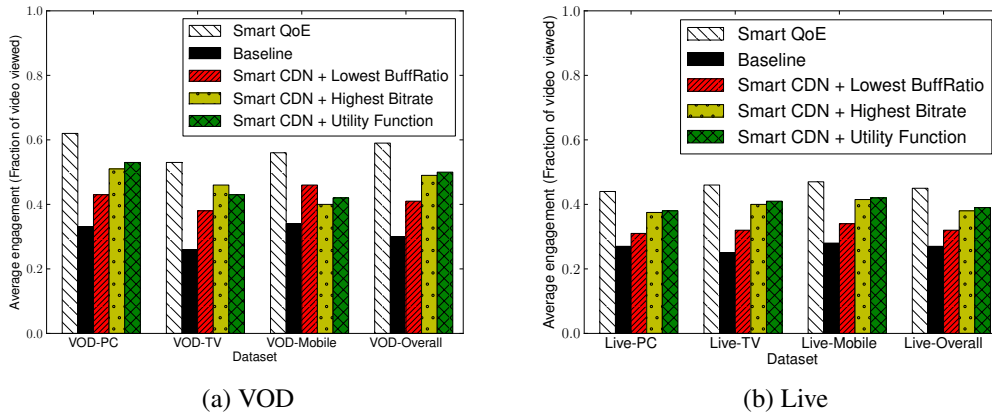 Average engagement (Fraction of video viewed)
1.0
0.8
0.6
0.4
0.2
0.0
Smart QoE
Baseline
Smart CDN + Lowest BuffRatio
Smart CDN + Highest Bitrate
Smart CDN + Utility Function
VOD-PC VOD-TV VOD-Mobile VOD-Overall
Dataset
(a) VOD
Average engagement (Fraction of video viewed)
1.0
0.8
0.6
0.4
0.2
0.0
Smart QoE
Baseline
Smart CDN + Lowest BuffRatio
Smart CDN + Highest Bitrate
Smart CDN + Utility Function
Live-PC Live-TV Live-Mobile Live-Overall
Dataset
(b) Live